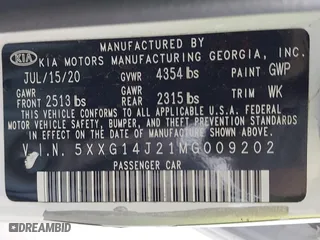 MANUFACTURED BY
KIA KIA MOTORS MANUFACTURING GEORGIA, INC.
JUL/15/20 GVWR 4354 lbs PAINT GWP
GAWR FRONT 2513 lbs GAWR REAR 2315 lbs TRIM WK
THIS VEHICLE CONFORMS TO ALL APPLICABLE FEDERAL MOTOR VEHICLE
SAFETY, BUMPER, AND THEFT PREVENTION STANDARDS IN
EFFECT ON THE DATE OF MANUFACTURE SHOWN ABOVE.
V.I.N. 5XXG14J21MG009202
PASSENGER CAR
DREAMBID